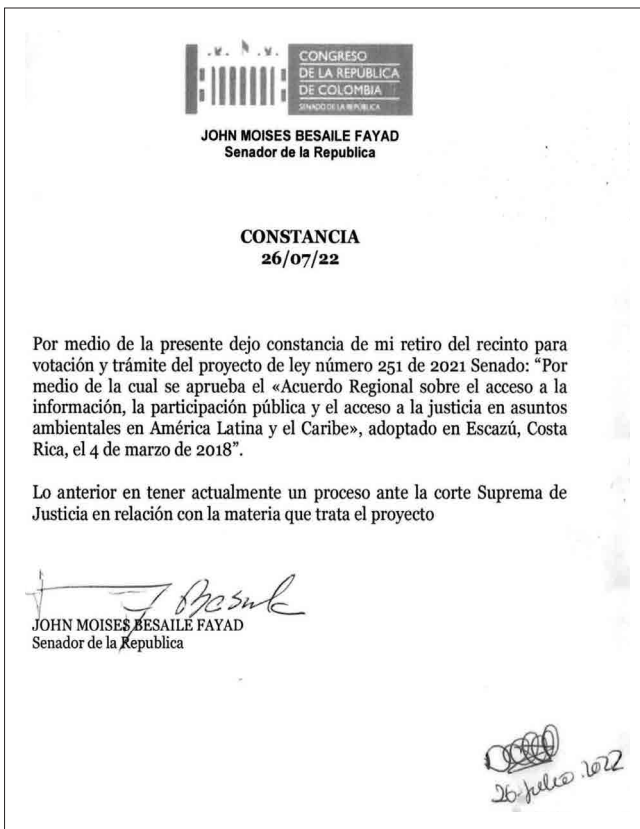 CONGRESO
DE LA REPÚBLICA
DE COLOMBIA
SENADO DE LA REPÚBLICA
JOHN MOISES BESAILE FAYAD
Senador de la Republica
CONSTANCIA
26/07/22
Por medio de la presente dejo constancia de mi retiro del recinto para
votación y trámite del proyecto de ley número 251 de 2021 Senado: “Por
medio de la cual se aprueba el «Acuerdo Regional sobre el acceso a la
información, la participación pública y el acceso a la justicia en asuntos
ambientales en América Latina y el Caribe», adoptado en Escazú, Costa
Rica, el 4 de marzo de 2018”.
Lo anterior en tener actualmente un proceso ante la corte Suprema de
Justicia en relación con la materia que trata el proyecto
JOHN MOISES BESAILE FAYAD
Senador de la Republica
26-Julio. 2022